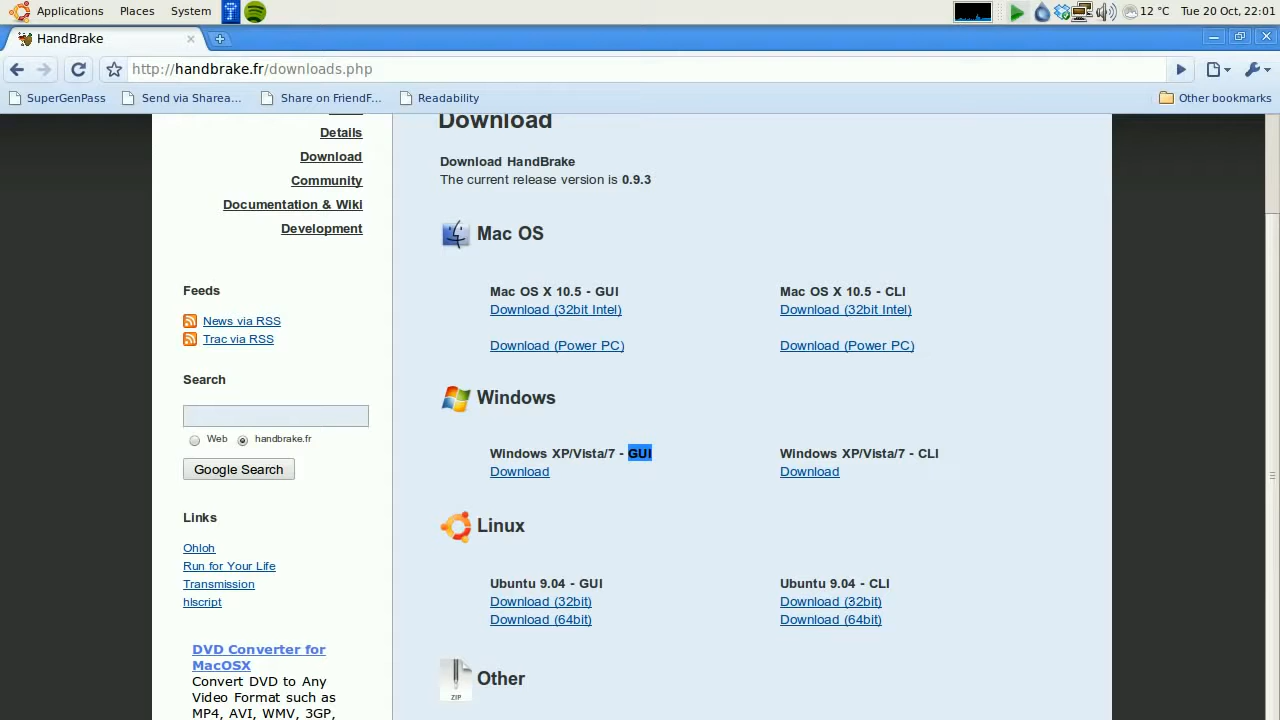 Applications Places System 12 °C Tue 20 Oct, 22:01
HandBrake
http://handbrake.fr/downloads.php
SuperGenPass Send via Sharea... Share on FriendF... Readability Other bookmarks
Details
Download
Community
Documentation & Wiki
Development
Feeds
News via RSS
Trac via RSS
Search
Web handbrake.fr
Google Search
Links
Ohloh
Run for Your Life
Transmission
hlscript
DVD Converter for
MacOSX
Convert DVD to Any
Video Format such as
MP4, AVI, WMV, 3GP,
Download
Download HandBrake
The current release version is 0.9.3
Mac OS
Mac OS X 10.5 - GUI
Download (32bit Intel)
Download (Power PC)
Mac OS X 10.5 - CLI
Download (32bit Intel)
Download (Power PC)
Windows
Windows XP/Vista/7 - GUI
Download
Windows XP/Vista/7 - CLI
Download
Linux
Ubuntu 9.04 - GUI
Download (32bit)
Download (64bit)
Ubuntu 9.04 - CLI
Download (32bit)
Download (64bit)
ZIP
Other